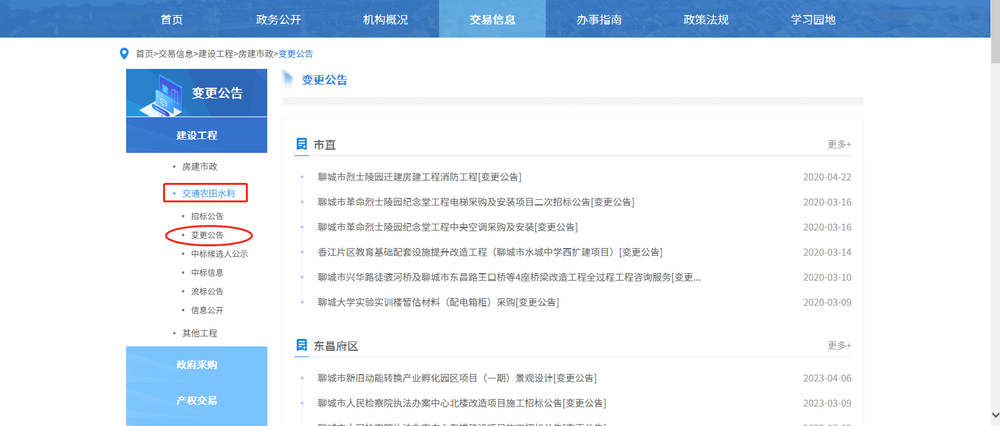 首页 政务公开 机构概况 交易信息 办事指南 政策法规 学习园地
首页>交易信息>建设工程>房建市政>变更公告
变更公告
建设工程
房建市政
交通农田水利
招标公告
变更公告
中标候选人公示
中标信息
流标公告
信息公开
其他工程
政府采购
产权交易
变更公告
市直 更多+
聊城市烈士陵园迁建房建工程消防工程[变更公告] 2020-04-22
聊城市革命烈士陵园纪念堂工程电梯采购及安装项目二次招标公告[变更公告] 2020-03-16
聊城市革命烈士陵园纪念堂工程中央空调采购及安装[变更公告] 2020-03-16
香江片区教育基础配套设施提升改造工程（聊城市水城中学西扩建项目）[变更公告] 2020-03-14
聊城市兴华路徒骇河桥及聊城市东昌路王口桥等4座桥梁改造工程全过程工程咨询服务[变更... 2020-03-10
聊城大学实验实训楼暂估材料（配电箱柜）采购[变更公告] 2020-03-09
东昌府区 更多+
聊城市新旧动能转换产业孵化园区项目（一期）景观设计[变更公告] 2023-04-06
聊城市人民检察院执法办案中心北楼改造项目施工招标公告[变更公告] 2023-03-09